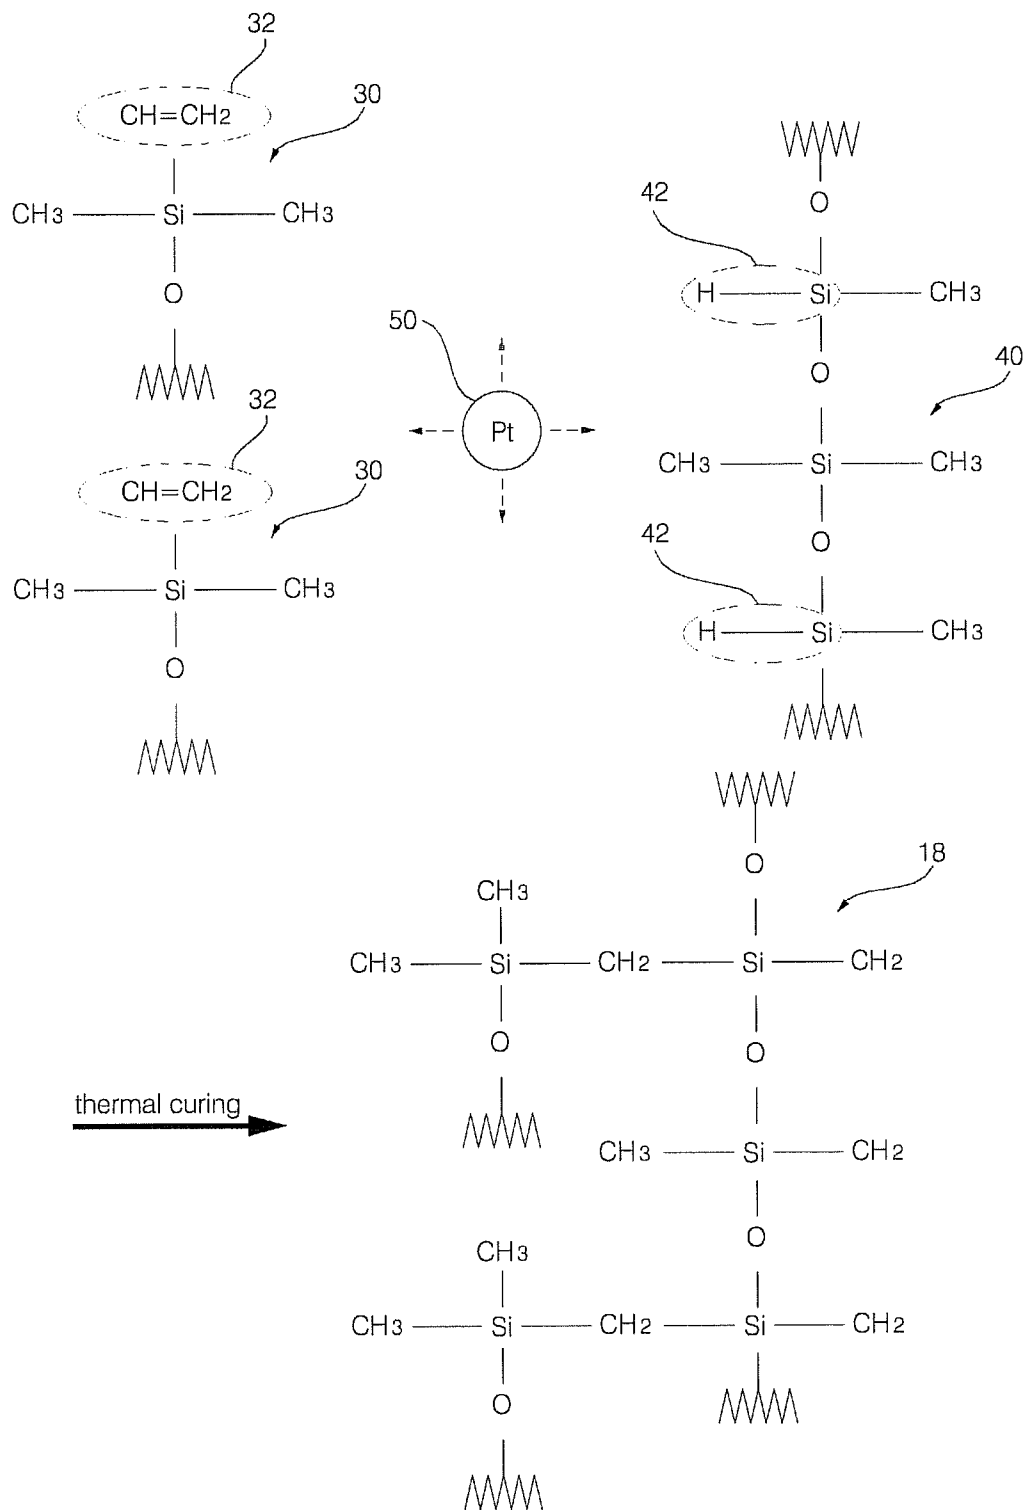 32
CH=CH2
30
CH3 Si CH3
O
32
CH=CH2
30
CH3 Si CH3
O
50
Pt
O
42
H Si CH3
O
40
CH3 Si CH3
O
42
H Si CH3
thermal curing
18
O
CH3
CH3 Si CH2 Si CH2
O
O
CH3 Si CH2
O
CH3
CH3 Si CH2 Si CH2
O